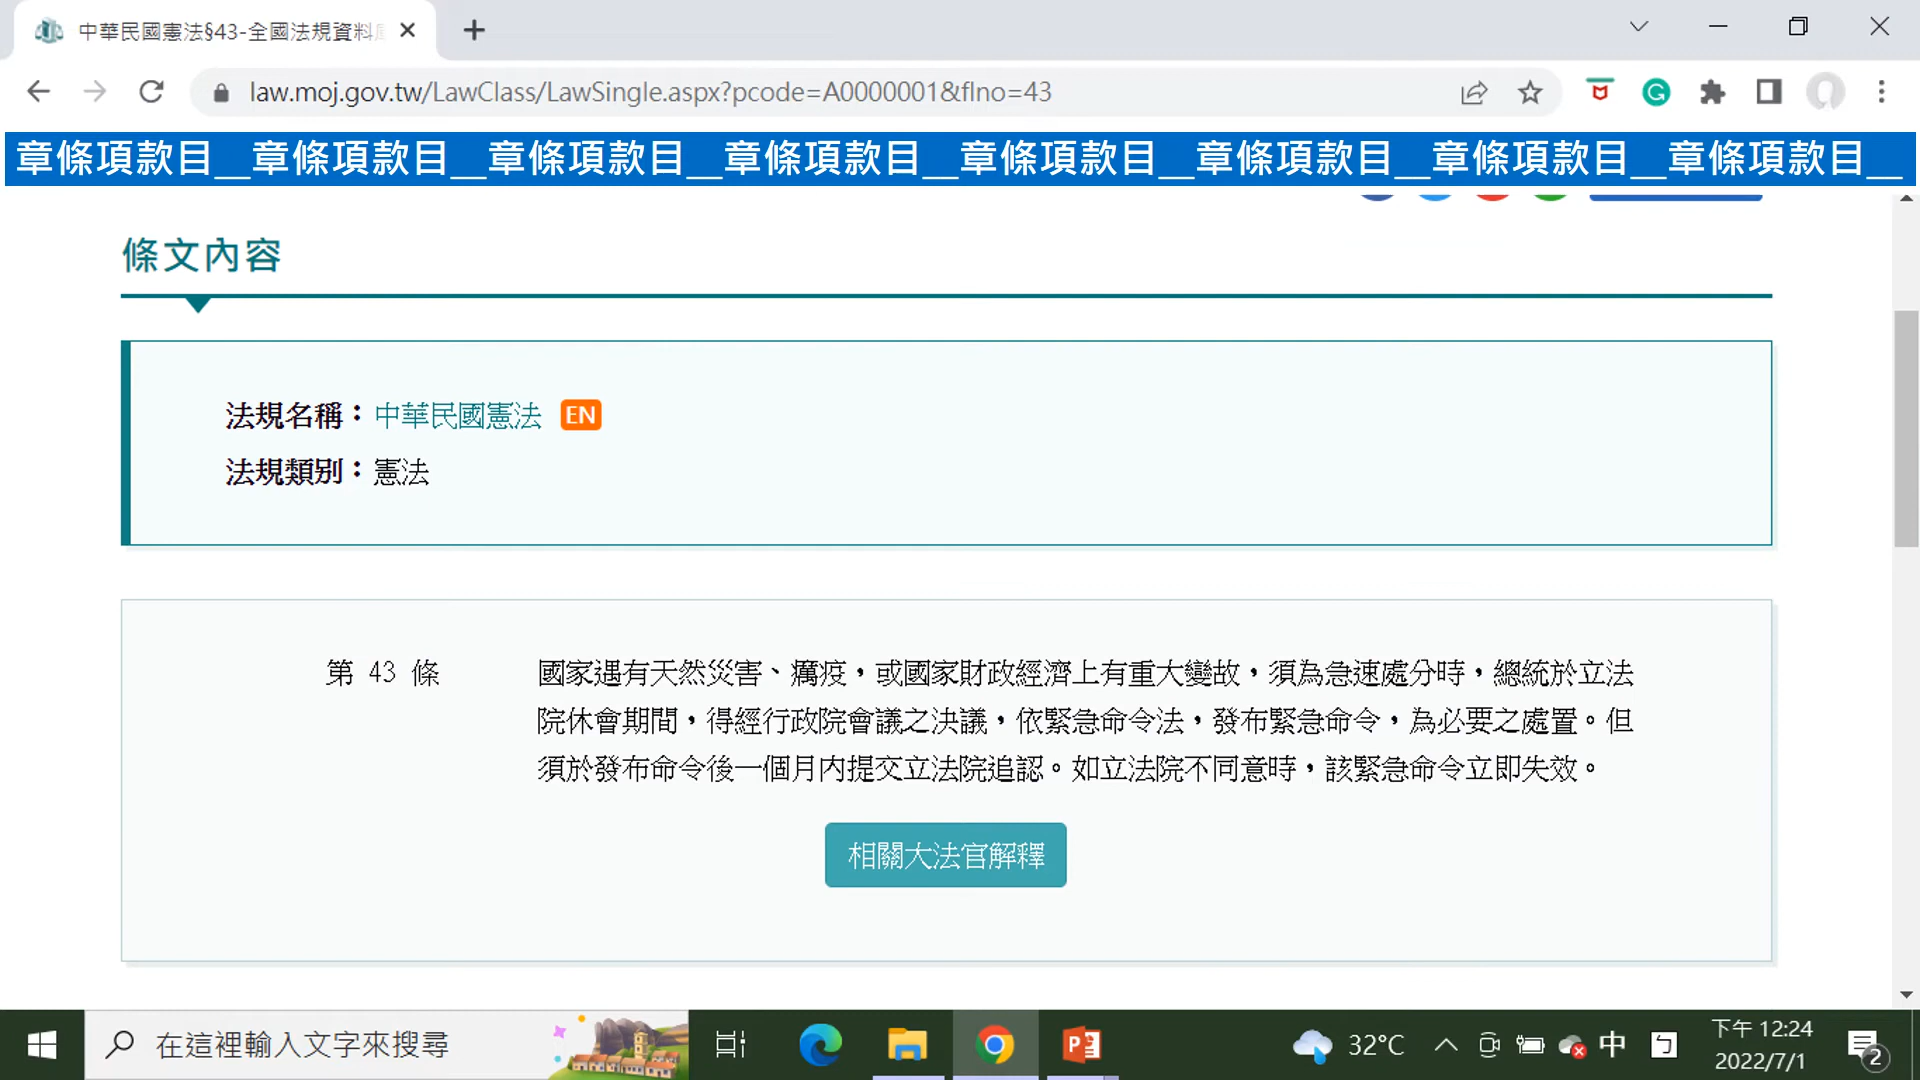 中華民國憲法§43-全國法規資料
law.moj.gov.tw/LawClass/LawSingle.aspx?pcode=A0000001&flno=43
章條項款目__章條項款目__章條項款目__章條項款目__章條項款目__章條項款目__章條項款目__章條項款目__
條文內容
法規名稱：中華民國憲法 EN
法規類別：憲法
第 43 條 國家遇有天然災害、癘疫，或國家財政經濟上有重大變故，須為急速處分時，總統於立法
院休會期間，得經行政院會議之決議，依緊急命令法，發布緊急命令，為必要之處置。但
須於發布命令後一個月內提交立法院追認。如立法院不同意時，該緊急命令立即失效。
相關大法官解釋
在這裡輸入文字來搜尋
32°C
中
ㄅ
下午 12:24
2022/7/1
2